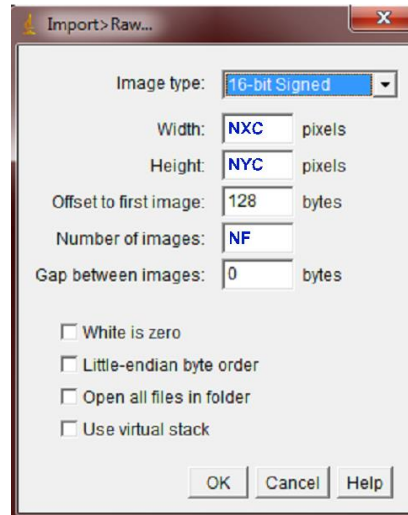 Import>Raw...
x
Image type: 16-bit Signed
Width: NXC pixels
Height: NYC pixels
Offset to first image: 128 bytes
Number of images: NF
Gap between images: 0 bytes
White is zero
Little-endian byte order
Open all files in folder
Use virtual stack
OK Cancel Help